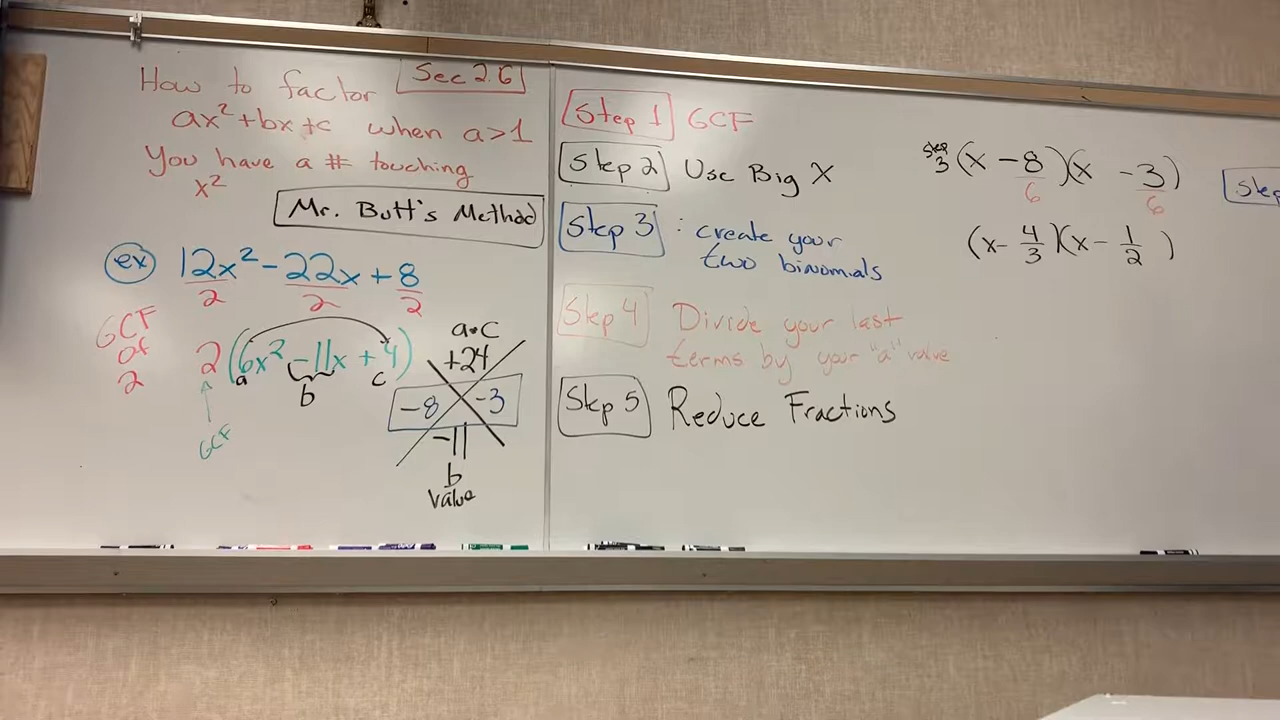 How to factor
Sec 2.6
ax²+bx+c when a>1
You have a # touching
x²
Mr. Butt's Method
ex 12x² - 22x + 8
2 2 2
GCF
of
2
2(6x² - 11x + 4)
a b c
GCF
a•c
+24
-8 -3
-11
b
value
Step 1 GCF
Step 2 Use Big X
Step 3 : create your
two binomials
Step 4 Divide your last
terms by your "a" value
Step 5 Reduce Fractions
step
3 (x - 8)(x - 3)
6 6
(x - 4/3)(x - 1/2)
Step